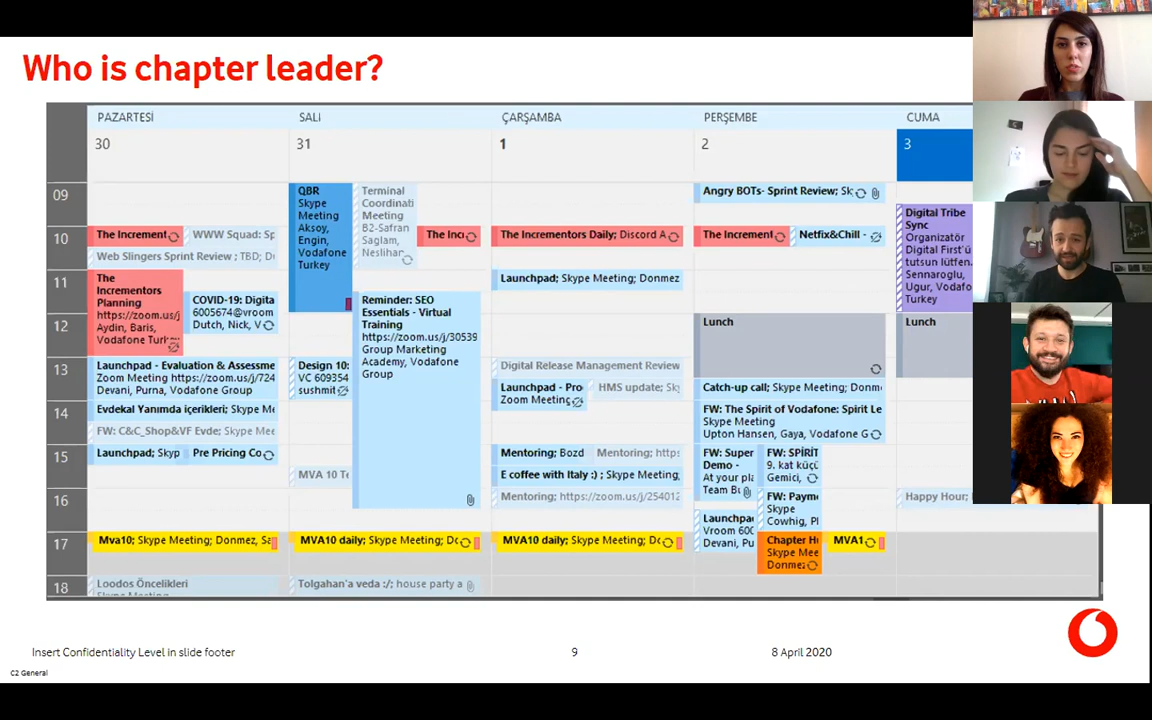 Who is chapter leader?
PAZARTESİ SALI ÇARŞAMBA PERŞEMBE CUMA
30 31 1 2 3
09
10
11
12
13
14
15
16
17
18
The Increment
WWW Squad: Sp
Web Slingers Sprint Review ; TBD; D
The
Incrementors
Planning
https://zoom.us/j
Aydin, Baris,
Vodafone Turk
COVID-19: Digita
6005674@vroom
Dutch, Nick, V
Launchpad - Evaluation & Assessme
Zoom Meeting https://zoom.us/j/724
Devani, Purna, Vodafone Group
Evdekal Yanımda içerikleri; Skype Me
FW: C&C_Shop&VF Evde; Skype Mee
Launchpad; Skyp
Pre Pricing Co
Mva10; Skype Meeting; Donmez, Sa
Loodos Öncelikleri
Skype Meeting
QBR
Skype
Meeting
Aksoy,
Engin,
Vodafone
Turkey
Terminal
Coordinati
Meeting
B2-Safran
Saglam,
Neslihan
The Inc
Reminder: SEO
Essentials - Virtual
Training
https://zoom.us/j/30539
Group Marketing
Academy, Vodafone
Group
Design 10:
VC 609354
sushmit
MVA 10 Te
MVA10 daily; Skype Meeting; Do
Tolgahan'a veda :/; house party a
The Incrementors Daily; Discord A
Launchpad; Skype Meeting; Donmez
Digital Release Management Review
Launchpad - Pro
Zoom Meeting
HMS update; Sk
Mentoring; Bozd
Mentoring; https:
E coffee with Italy :) ; Skype Meeting;
Mentoring; https://zoom.us/j/254012
MVA10 daily; Skype Meeting; Do
Angry BOTs- Sprint Review; Sk
The Increment
Netfix&Chill -
Lunch
Catch-up call; Skype Meeting; Donm
FW: The Spirit of Vodafone: Spirit Le
Skype Meeting
Upton Hansen, Gaya, Vodafone G
FW: Super
Demo -
At your pla
Team Bu
FW: SPİRİT
9. kat küçü
Gemici,
FW: Paym
Skype
Cowhig, Pl
Launchpad
Vroom 600
Devani, Pu
Chapter H
Skype Mee
Donmez
MVA1
Digital Tribe
Sync
Organizatör
Digital First'ü
tutsun lütfen.
Sennaroglu,
Ugur, Vodafo
Turkey
Lunch
Happy Hour;
Insert Confidentiality Level in slide footer 9 8 April 2020
C2 General